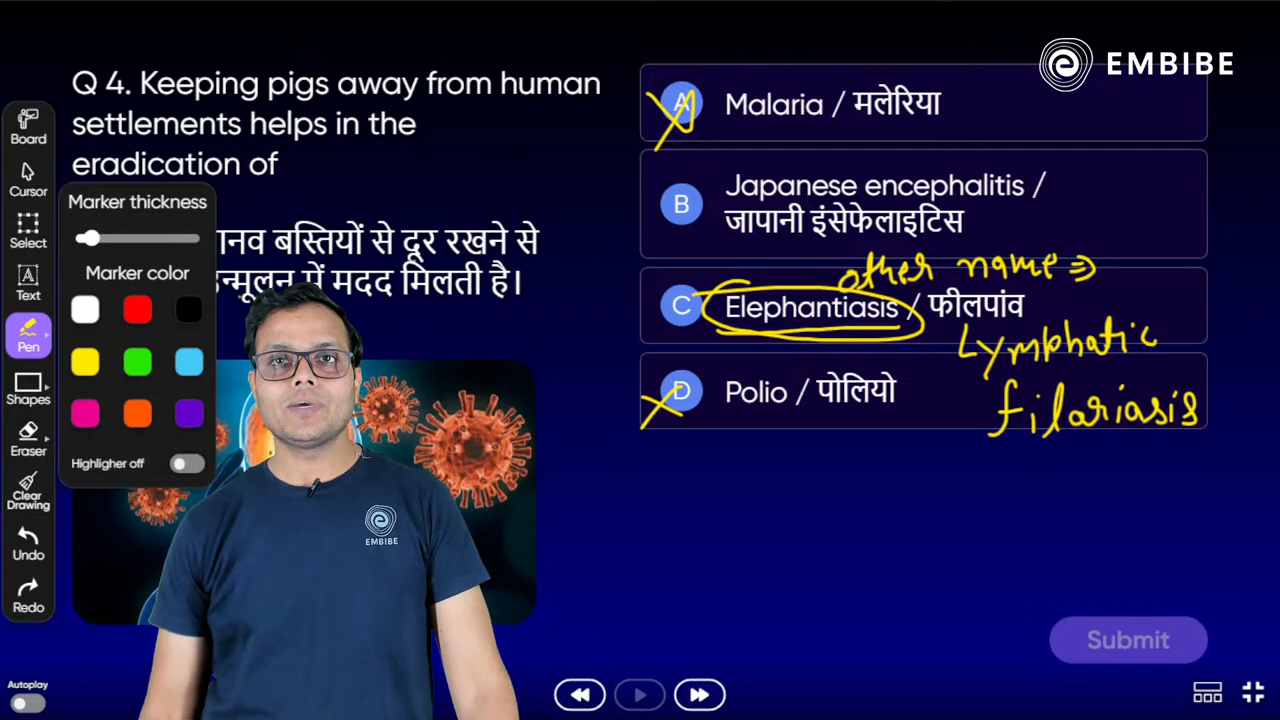 EMBIBE
Q 4. Keeping pigs away from human
settlements helps in the
eradication of
नव बस्तियों से दूर रखने से
में मदद मिलती है।
Board
Cursor
Select
Text
Pen
Shapes
Eraser
Clear
Drawing
Undo
Redo
Autoplay
Marker thickness
Marker color
Highligher off
EMBIBE
A Malaria / मलेरिया
B Japanese encephalitis /
जापानी इंसेफेलाइटिस
other name ⇒
C Elephantiasis / फीलपांव
Lymphatic
filariasis
D Polio / पोलियो
Submit